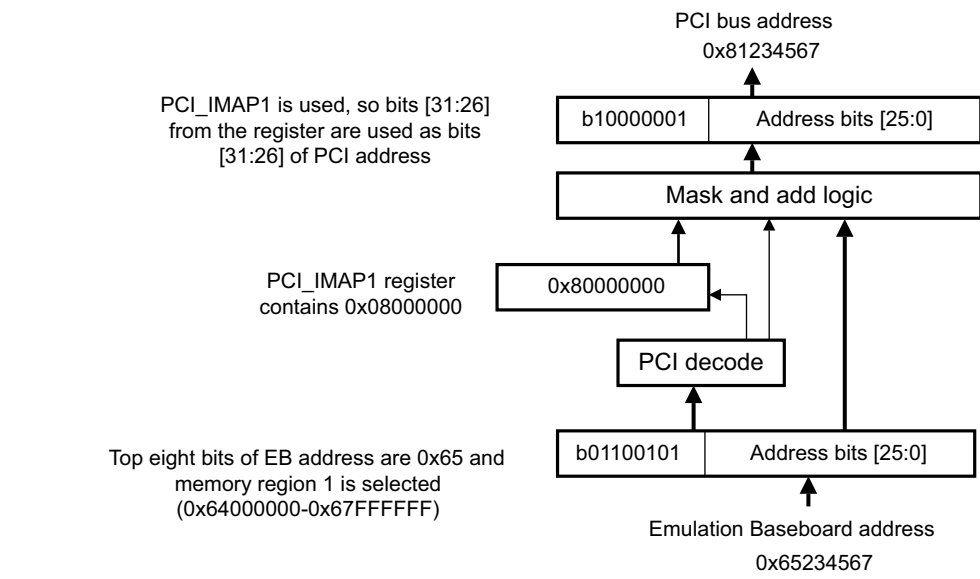 PCI bus address
0x81234567
PCI_IMAP1 is used, so bits [31:26]
from the register are used as bits
[31:26] of PCI address
b10000001
Address bits [25:0]
Mask and add logic
PCI_IMAP1 register
contains 0x08000000
0x80000000
PCI decode
Top eight bits of EB address are 0x65 and
memory region 1 is selected
(0x64000000-0x67FFFFFF)
b01100101
Address bits [25:0]
Emulation Baseboard address
0x65234567